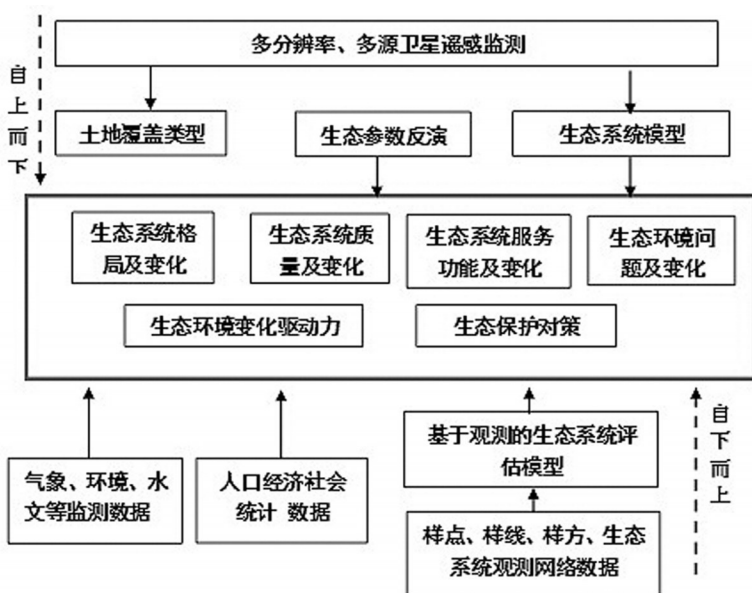 多分辨率、多源卫星遥感监测
自上而下
土地覆盖类型
生态参数反演
生态系统模型
生态系统格
局及变化
生态系统质
量及变化
生态系统服务
功能及变化
生态环境问
题及变化
生态环境变化驱动力
生态保护对策
基于观测的生态系统评
估模型
自下而上
气象、环境、水
文等监测数据
人口经济社会
统计 数据
样点、样线、样方、生态
系统观测网络数据